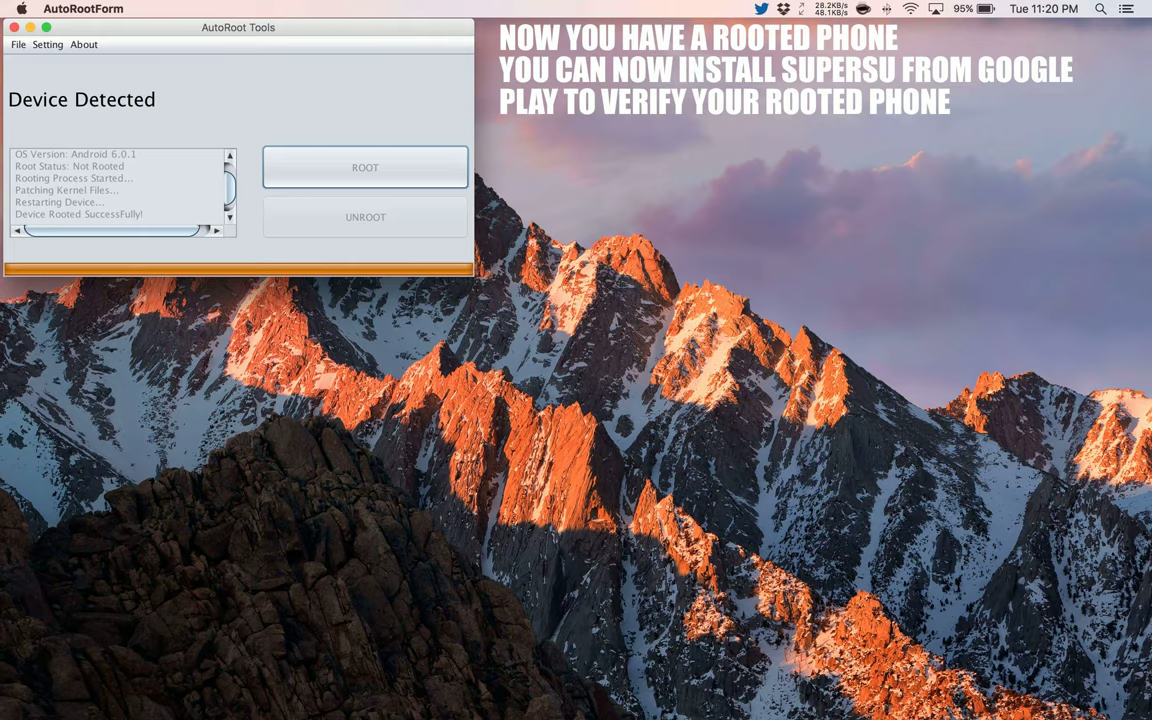 AutoRootForm
28.2KB/s
48.1KB/s
95%
Tue 11:20 PM
AutoRoot Tools
File Setting About
Device Detected
OS Version: Android 6.0.1
Root Status: Not Rooted
Rooting Process Started...
Patching Kernel Files...
Restarting Device...
Device Rooted SuccessFully!
ROOT
UNROOT
NOW YOU HAVE A ROOTED PHONE
YOU CAN NOW INSTALL SUPERSU FROM GOOGLE
PLAY TO VERIFY YOUR ROOTED PHONE